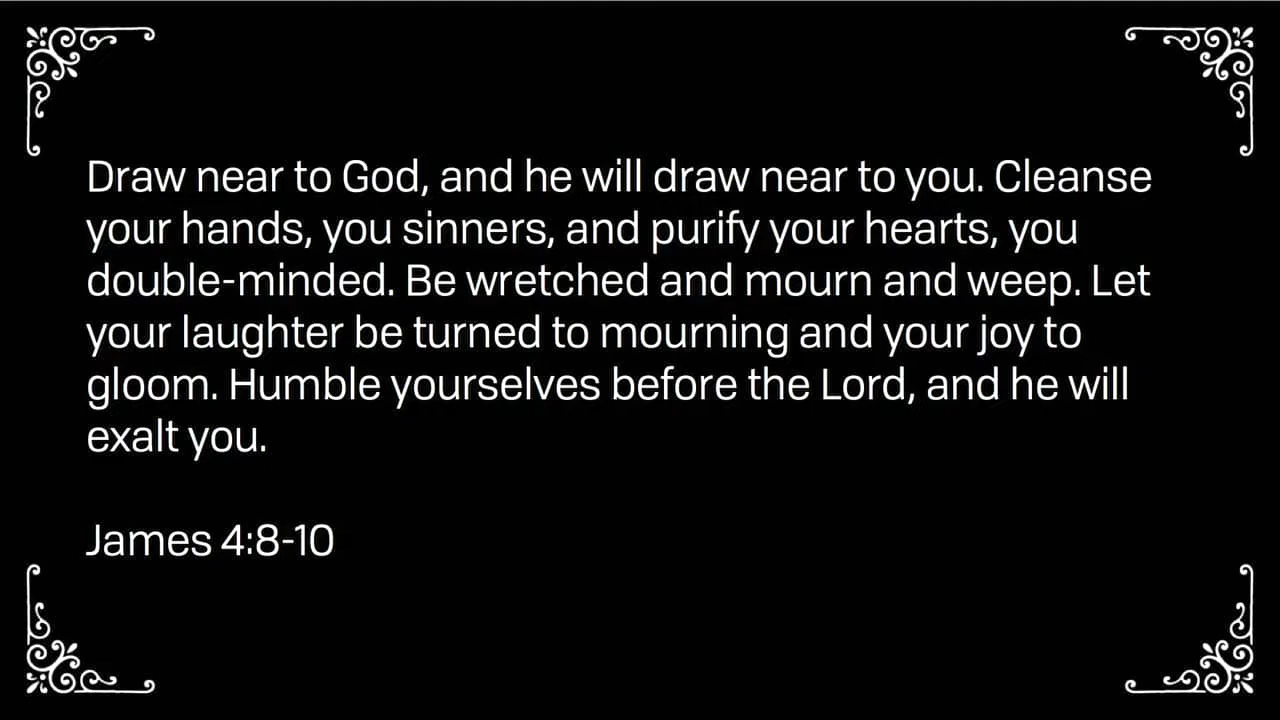 Draw near to God, and he will draw near to you. Cleanse
your hands, you sinners, and purify your hearts, you
double-minded. Be wretched and mourn and weep. Let
your laughter be turned to mourning and your joy to
gloom. Humble yourselves before the Lord, and he will
exalt you.
James 4:8-10